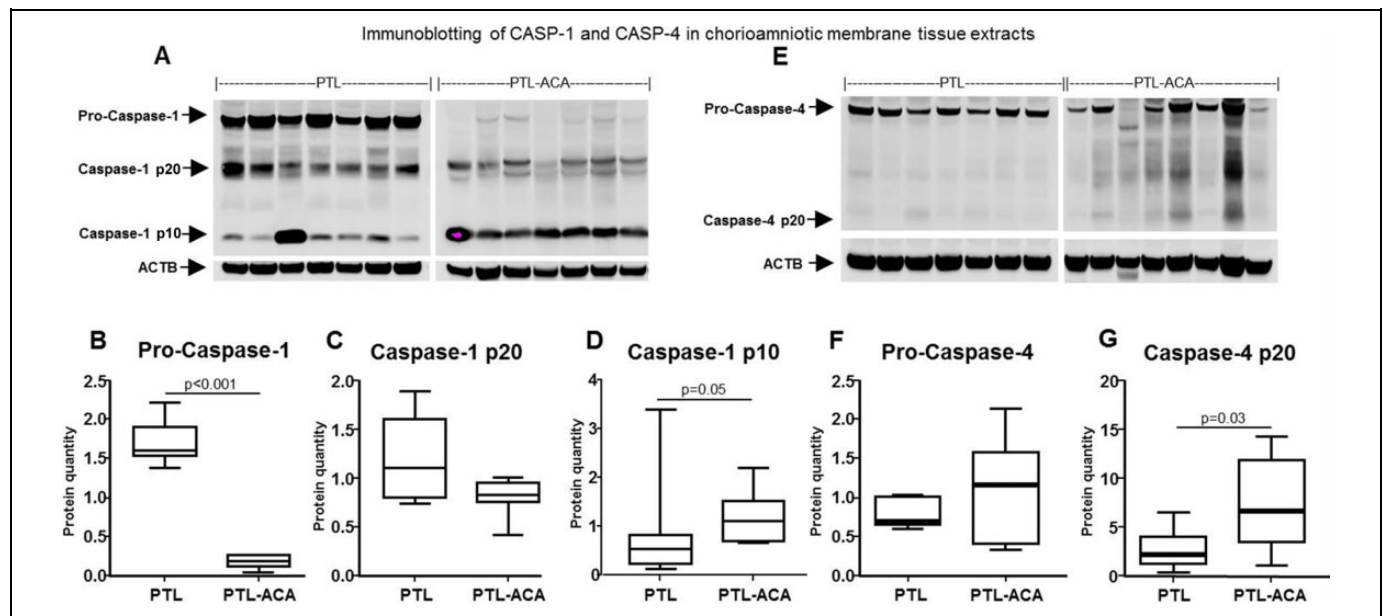 Immunoblotting of CASP-1 and CASP-4 in chorioamniotic membrane tissue extracts
A
|--------------------PTL--------------------|
|------------------PTL-ACA------------------|
Pro-Caspase-1
Caspase-1 p20
Caspase-1 p10
ACTB
E
|--------------------PTL--------------------|
|------------------PTL-ACA------------------|
Pro-Caspase-4
Caspase-4 p20
ACTB
B
Pro-Caspase-1
p<0.001
Protein quantity
2.5
2.0
1.5
1.0
0.5
0.0
PTL PTL-ACA
C
Caspase-1 p20
2.0
1.5
1.0
0.5
0.0
PTL PTL-ACA
D
Caspase-1 p10
p=0.05
4
3
2
1
0
PTL PTL-ACA
F
Pro-Caspase-4
Protein quantity
2.5
2.0
1.5
1.0
0.5
0.0
PTL PTL-ACA
G
Caspase-4 p20
p=0.03
Protein quantity
20
15
10
5
0
PTL PTL-ACA